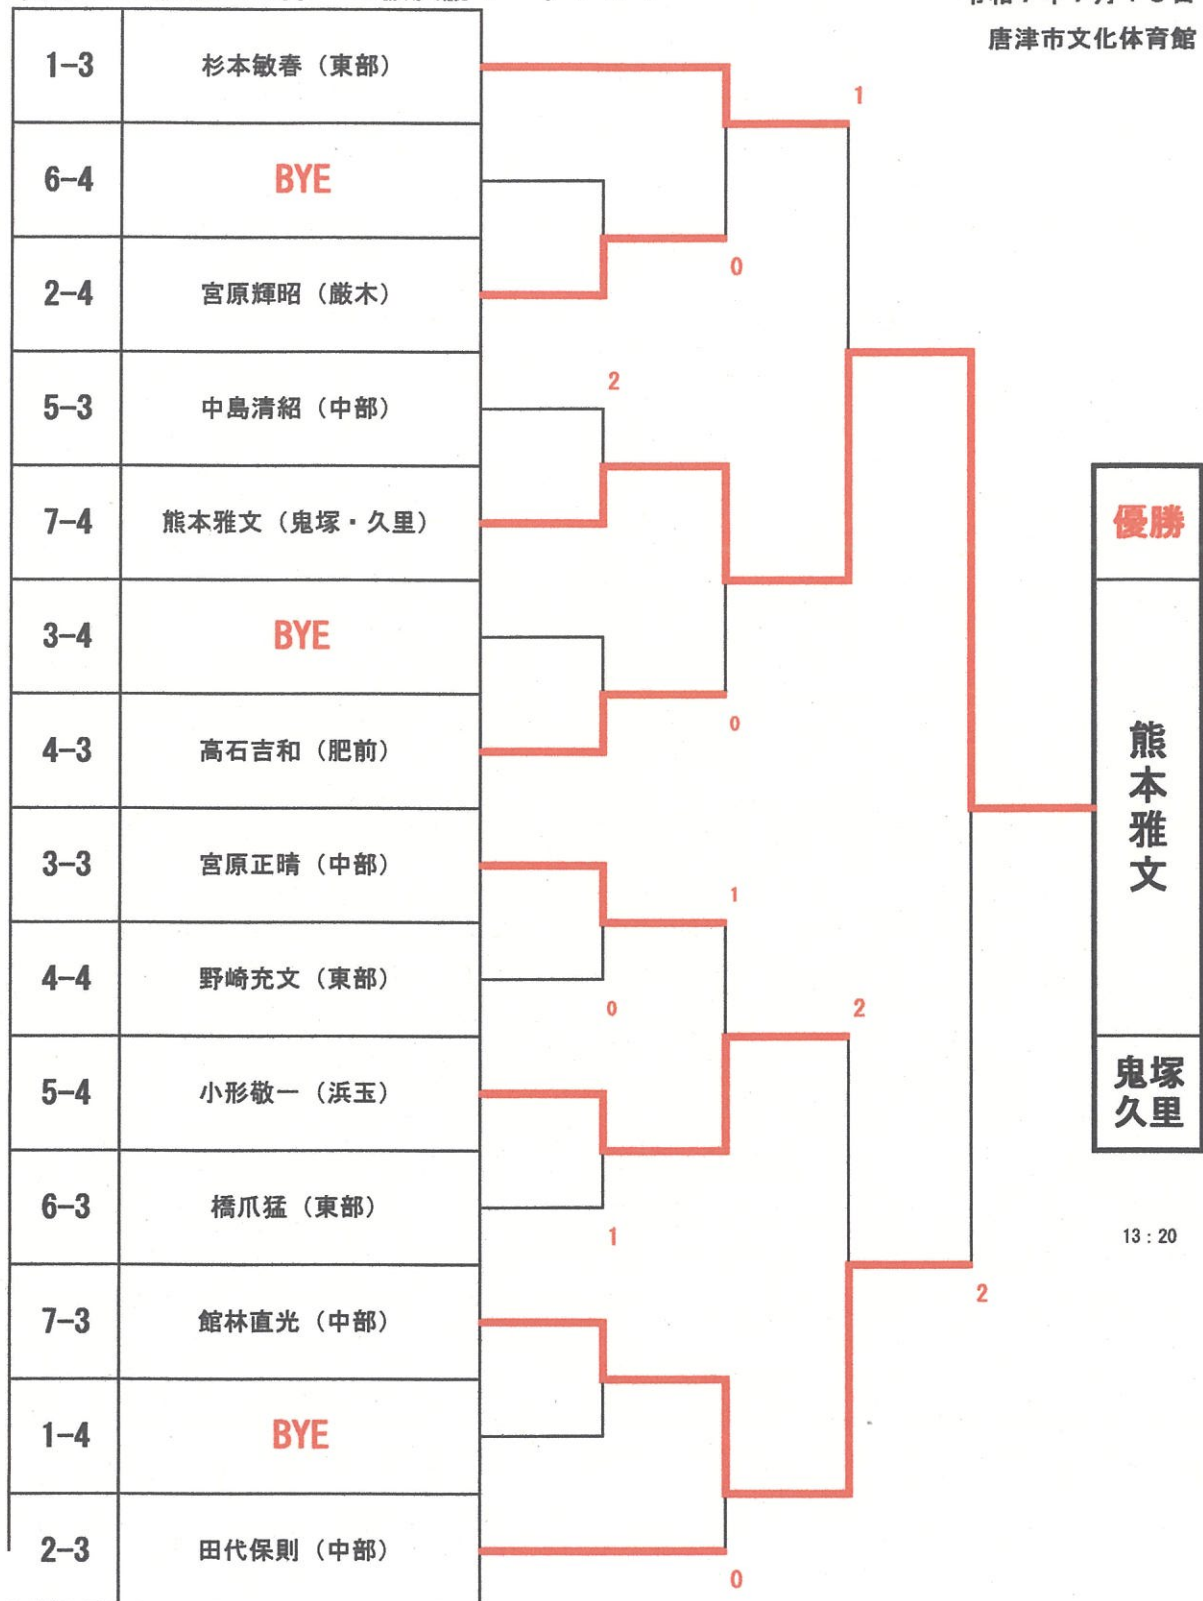 唐津市文化体育館
1-3 杉本敏春（東部）
1
6-4 BYE
0
2-4 宮原輝昭（厳木）
2
5-3 中島清紹（中部）
7-4 熊本雅文（鬼塚・久里）
優勝
3-4 BYE
熊本雅文
0
4-3 高石吉和（肥前）
3-3 宮原正晴（中部）
1
4-4 野崎充文（東部）
0
2
5-4 小形敬一（浜玉）
鬼塚
久里
6-3 橋爪猛（東部）
1
13：20
2
7-3 館林直光（中部）
1-4 BYE
2-3 田代保則（中部）
0